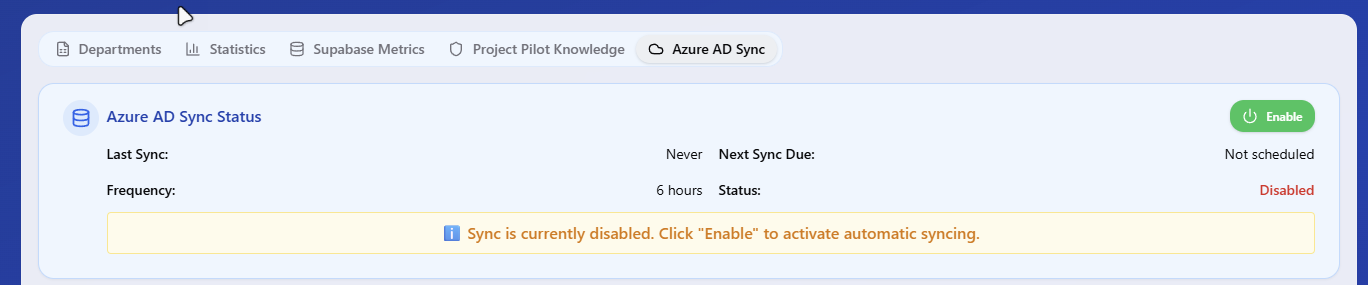 Departments Statistics Supabase Metrics Project Pilot Knowledge Azure AD Sync
Azure AD Sync Status Enable
Last Sync: Never Next Sync Due: Not scheduled
Frequency: 6 hours Status: Disabled
ℹ️ Sync is currently disabled. Click "Enable" to activate automatic syncing.